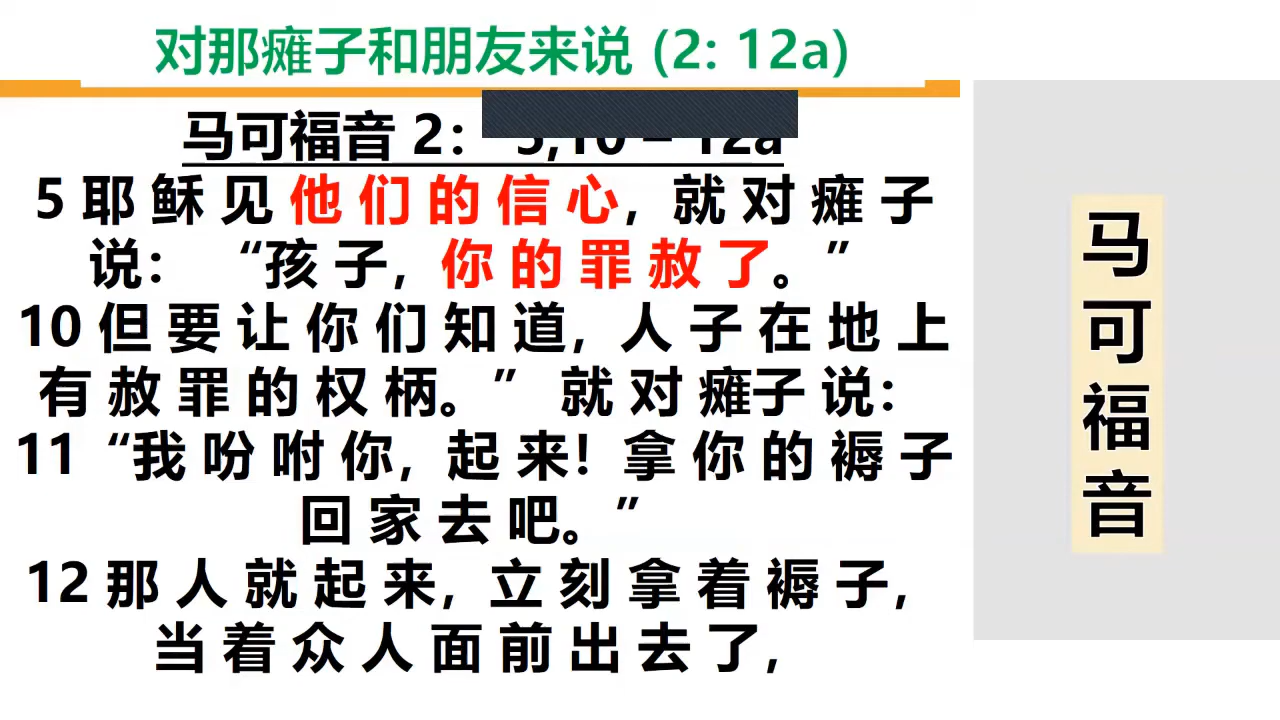 对那瘫子和朋友来说 (2: 12a)
马可福音 2： 5,10 – 12a
5 耶 稣 见 他 们 的 信 心，就 对 瘫 子
说： “孩 子，你 的 罪 赦 了。”
10 但 要 让 你 们 知 道，人 子 在 地 上
有 赦 罪 的 权 柄。” 就 对 瘫子 说：
11 “我 吩 咐 你，起 来！拿 你 的 褥 子
回 家 去 吧。”
12 那 人 就 起 来，立 刻 拿 着 褥 子，
当 着 众 人 面 前 出 去 了，
马可福音